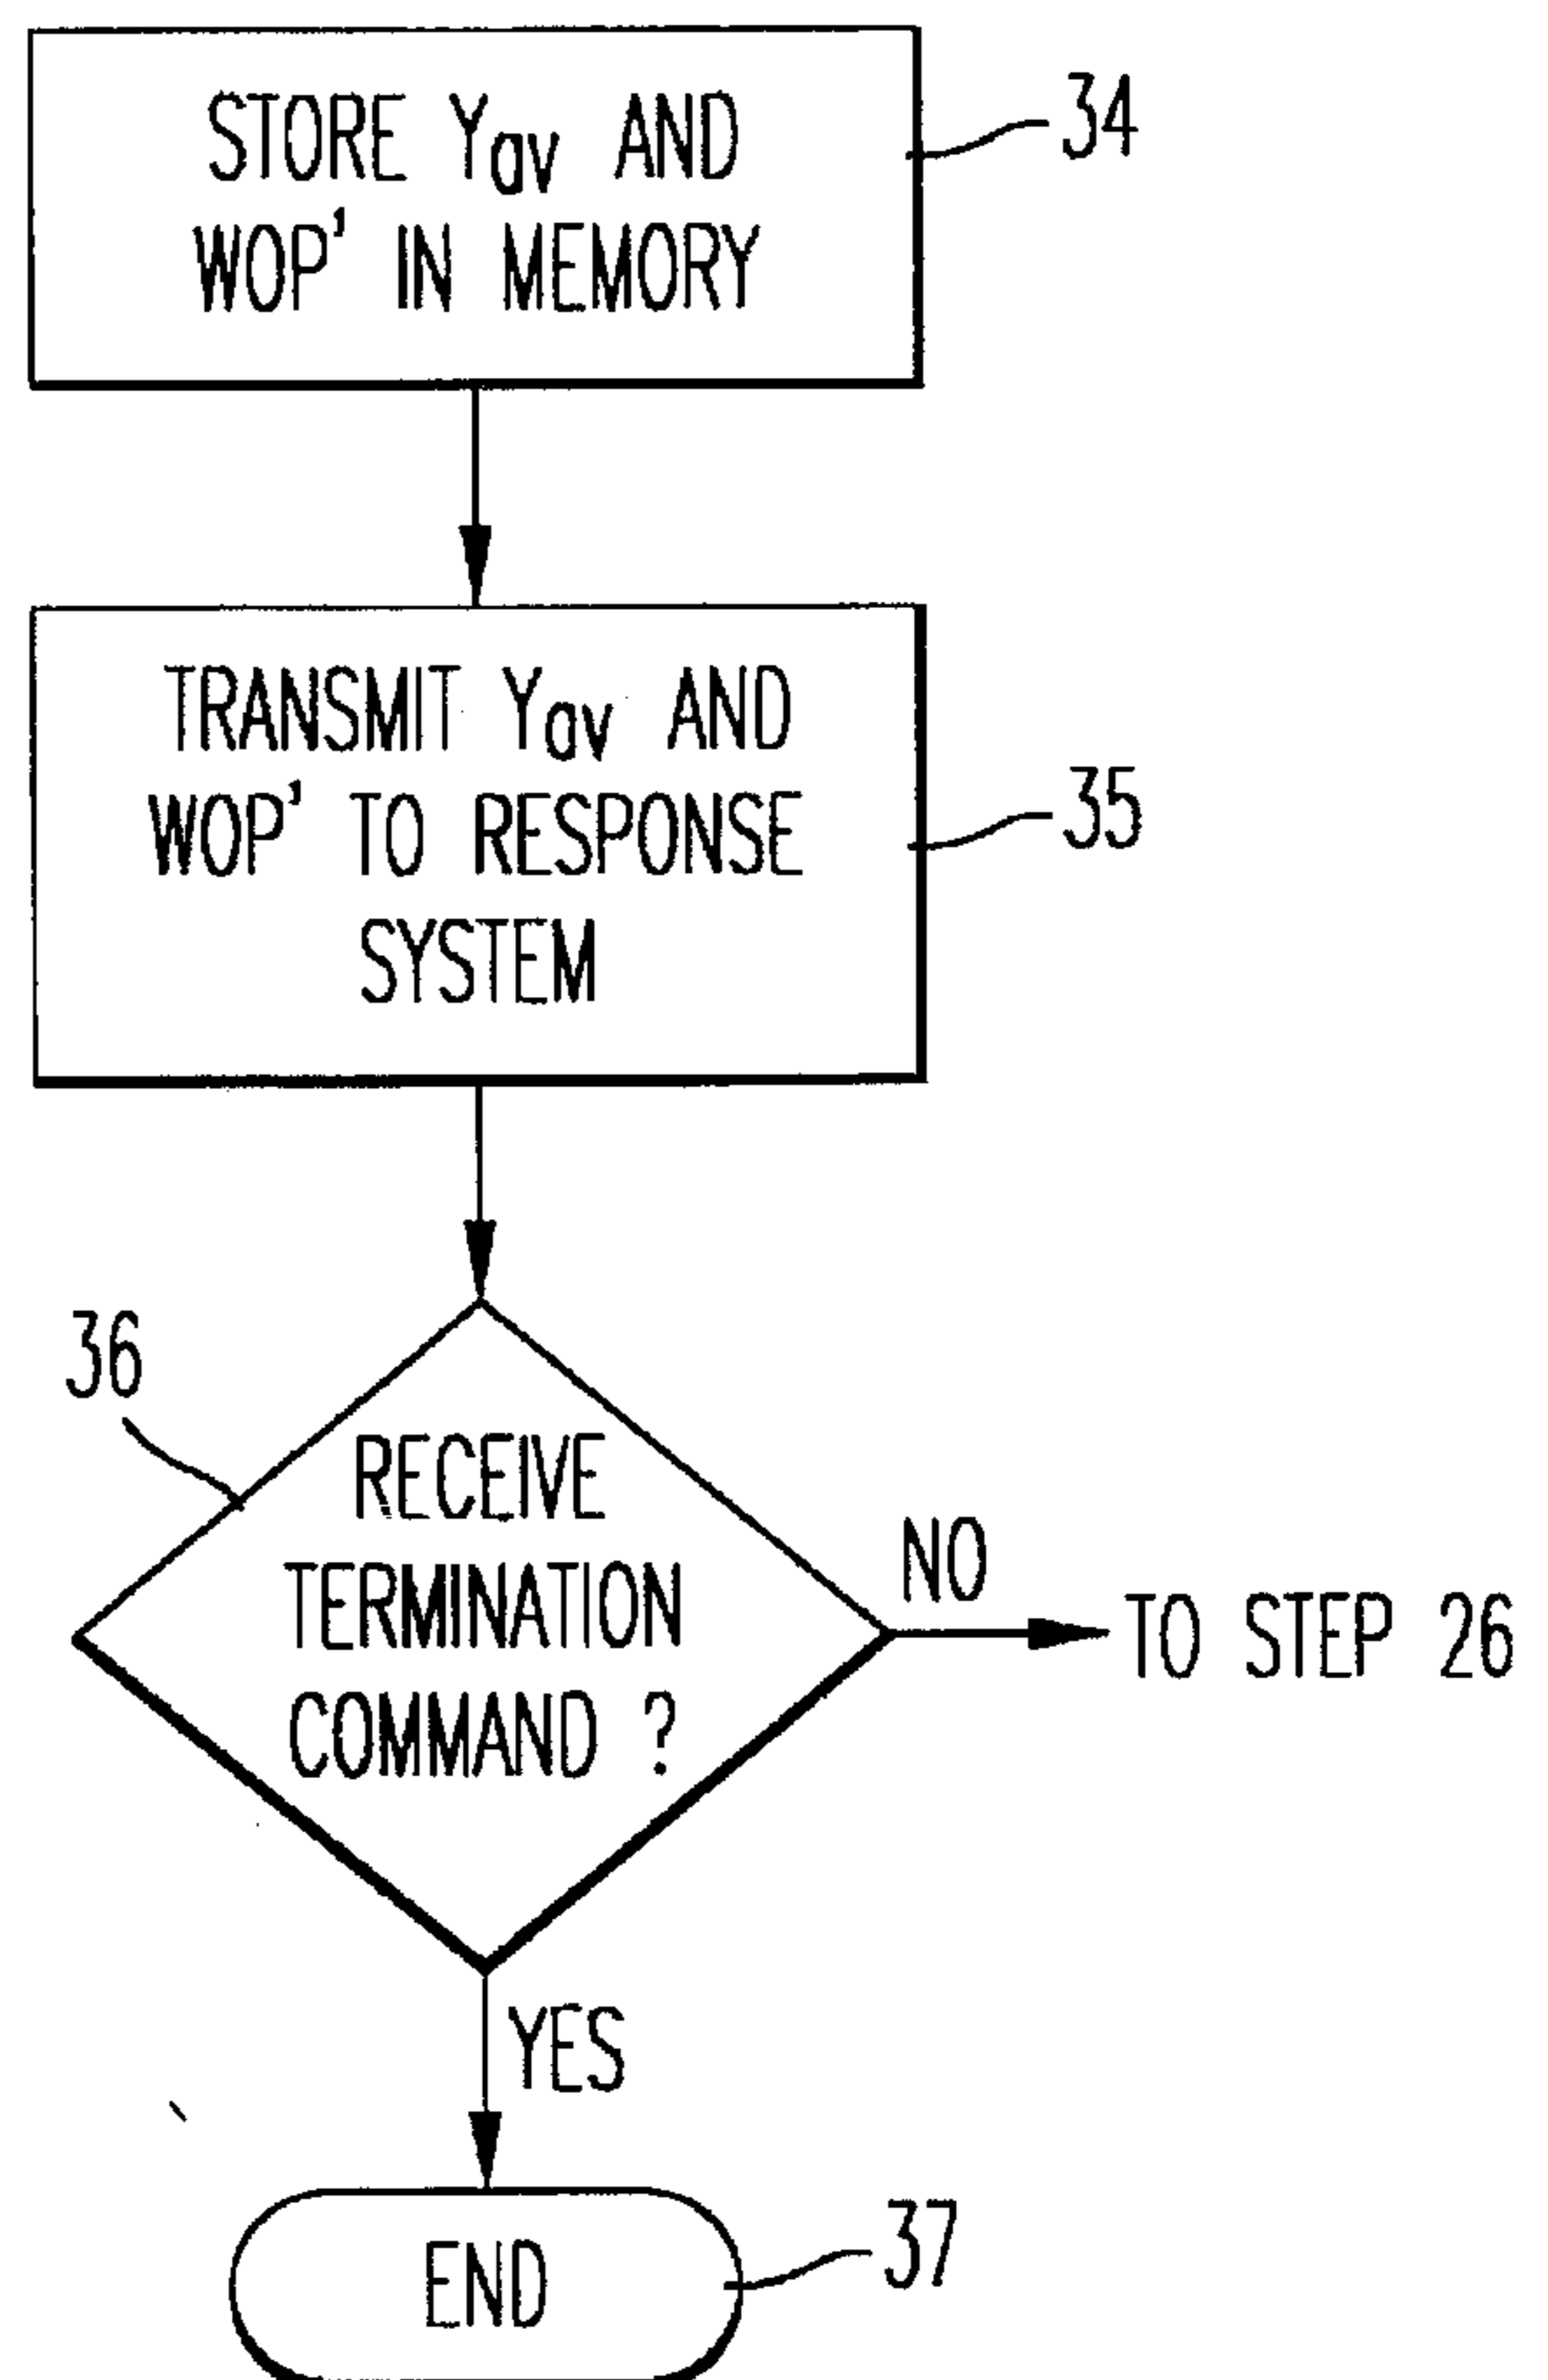 STORE Yav AND
WOP' IN MEMORY
34
TRANSMIT Yav AND
WOP' TO RESPONSE
SYSTEM
35
36
RECEIVE
TERMINATION
COMMAND ?
NO
TO STEP 26
YES
END
37